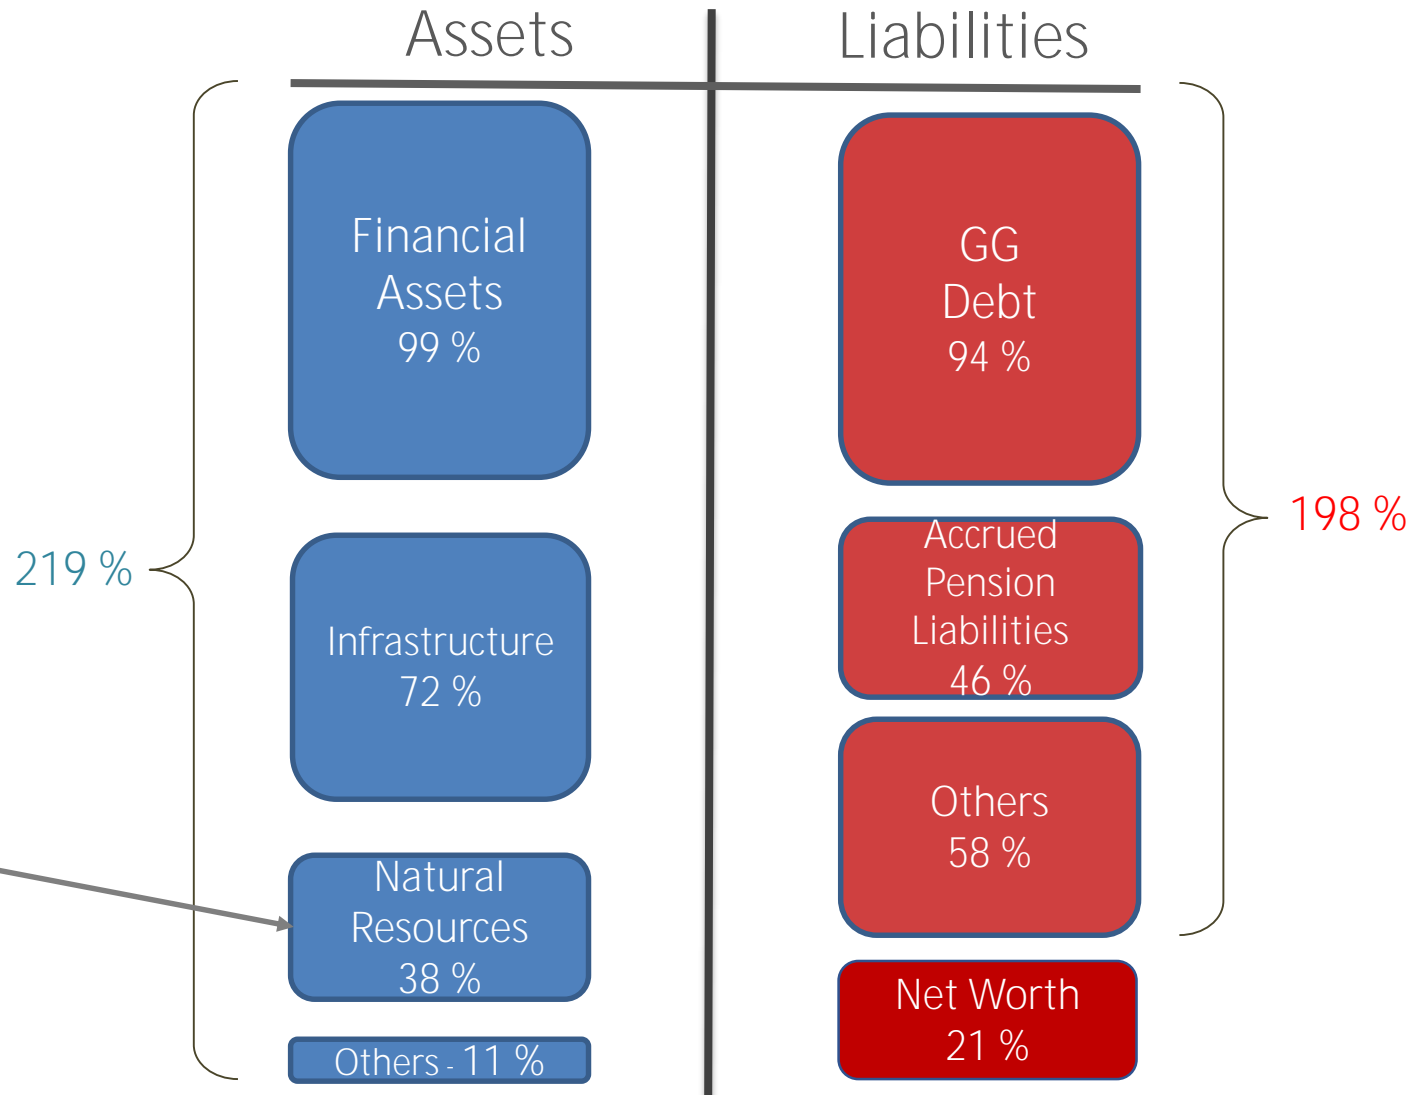 Assets
Liabilities
Financial
Assets
99 %
Infrastructure
72 %
Natural
Resources
38 %
Others - 11 %
219 %
GG
Debt
94 %
Accrued
Pension
Liabilities
46 %
Others
58 %
Net Worth
21 %
198 %